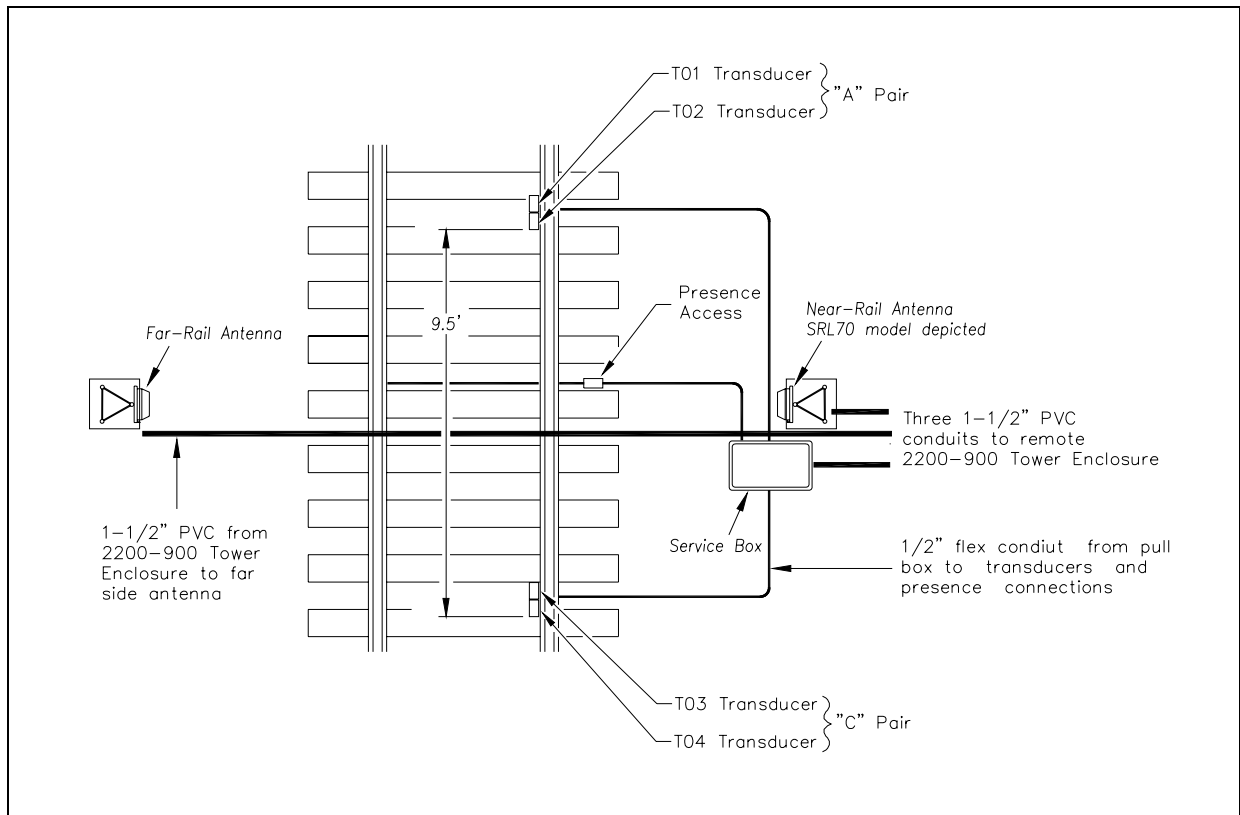 T01 Transducer
T02 Transducer
"A" Pair
Presence
Access
Near-Rail Antenna
SRL70 model depicted
9.5'
Far-Rail Antenna
Three 1-1/2" PVC
conduits to remote
2200-900 Tower Enclosure
1-1/2" PVC from
2200-900 Tower
Enclosure to far
side antenna
Service Box
1/2" flex condiut from pull
box to transducers and
presence connections
T03 Transducer
T04 Transducer
"C" Pair